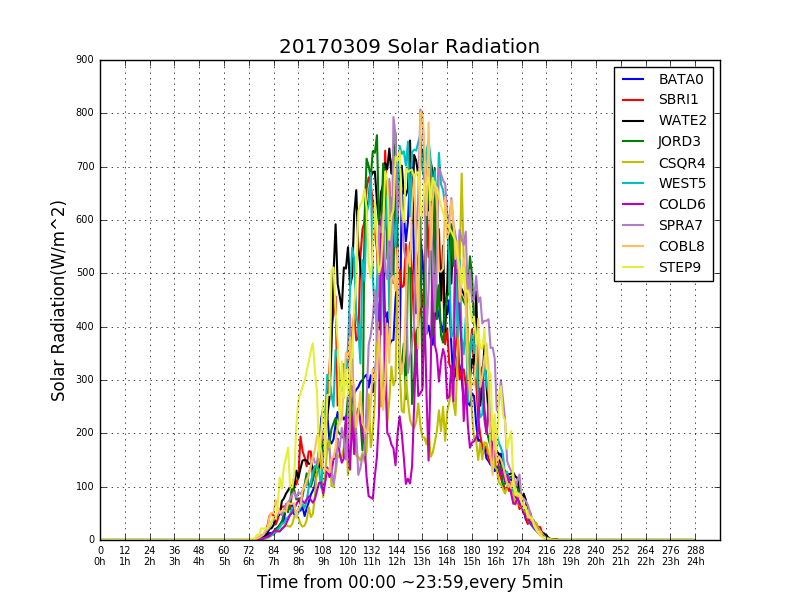 20170309 Solar Radiation
Solar Radiation(W/m^2)
900
800
700
600
500
400
300
200
100
0
BATA0
SBRI1
WATE2
JORD3
CSQR4
WEST5
COLD6
SPRA7
COBL8
STEP9
0 12 24 36 48 60 72 84 96 108 120 132 144 156 168 180 192 204 216 228 240 252 264 276 288
0h 1h 2h 3h 4h 5h 6h 7h 8h 9h 10h 11h 12h 13h 14h 15h 16h 17h 18h 19h 20h 21h 22h 23h 24h
Time from 00:00 ~23:59,every 5min